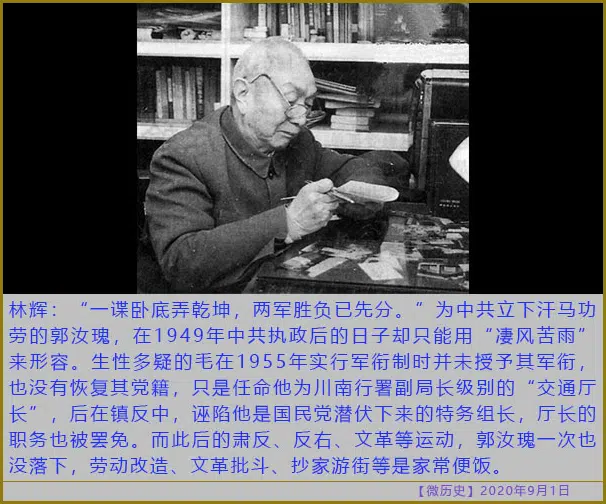 林辉：“一谍卧底弄乾坤，两军胜负已先分。”为中共立下汗马功
劳的郭汝瑰，在1949年中共执政后的日子却只能用“凄风苦雨”
来形容。生性多疑的毛在1955年实行军衔制时并未授予其军衔，
也没有恢复其党籍，只是任命他为川南行署副局长级别的“交通厅
长”，后在镇反中，诬陷他是国民党潜伏下来的特务组长，厅长的
职务也被罢免。而此后的肃反、反右、文革等运动，郭汝瑰一次也
没落下，劳动改造、文革批斗、抄家游街等是家常便饭。
【微历史】2020年9月1日